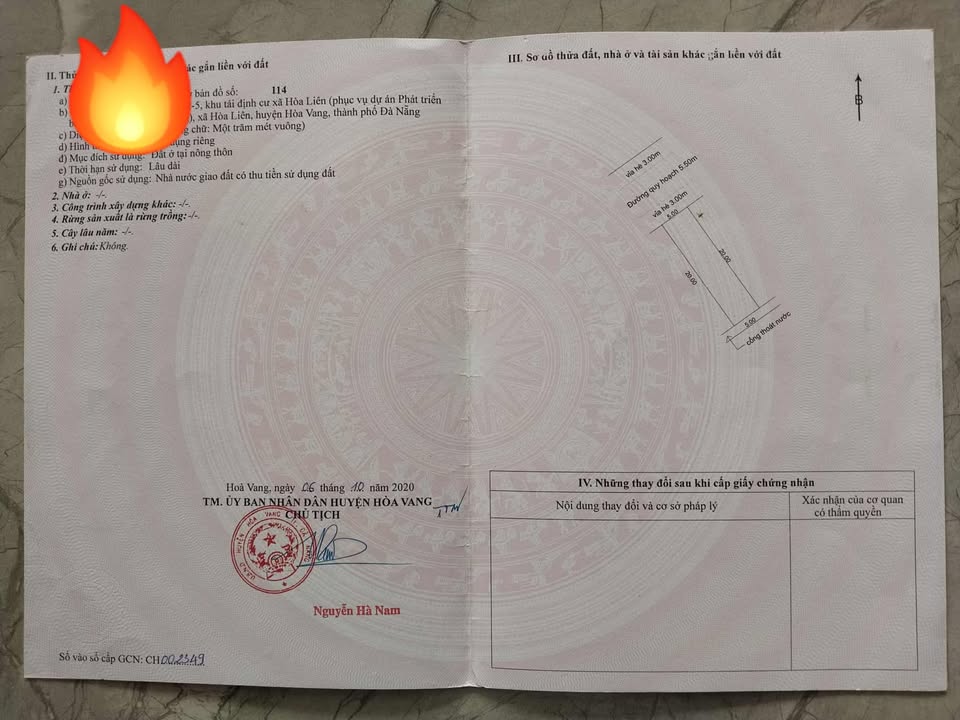 II. Thử
ác gắn liền với đất
1. T
bản đồ số: 114
a)
b)
-5, khu tái định cư xã Hòa Liên (phục vụ dự án Phát triển
), xã Hòa Liên, huyện Hòa Vang, thành phố Đà Nẵng
c) Di
chữ: Một trăm mét vuông)
d) Hình
dụng riêng
đ) Mục đích sử dụng: Đất ở tại nông thôn
e) Thời hạn sử dụng: Lâu dài
g) Nguồn gốc sử dụng: Nhà nước giao đất có thu tiền sử dụng đất
2. Nhà ở: -/-.
3. Công trình xây dựng khác: -/-.
4. Rừng sản xuất là rừng trồng: -/-.
5. Cây lâu năm: -/-.
6. Ghi chú: Không.
Hoà Vang, ngày 06 tháng 10 năm 2020
TM. ỦY BAN NHÂN DÂN HUYỆN HÒA VANG
CHỦ TỊCH
Nguyễn Hà Nam
Số vào sổ cấp GCN: CH002349
III. Sơ đồ thửa đất, nhà ở và tài sản khác gắn liền với đất
B
vỉa hè 3.00m
Đường quy hoạch 5.50m
vỉa hè 3.00m
5.00
20.00
20.00
5.00
cống thoát nước
IV. Những thay đổi sau khi cấp giấy chứng nhận
Nội dung thay đổi và cơ sở pháp lý
Xác nhận của cơ quan
có thẩm quyền